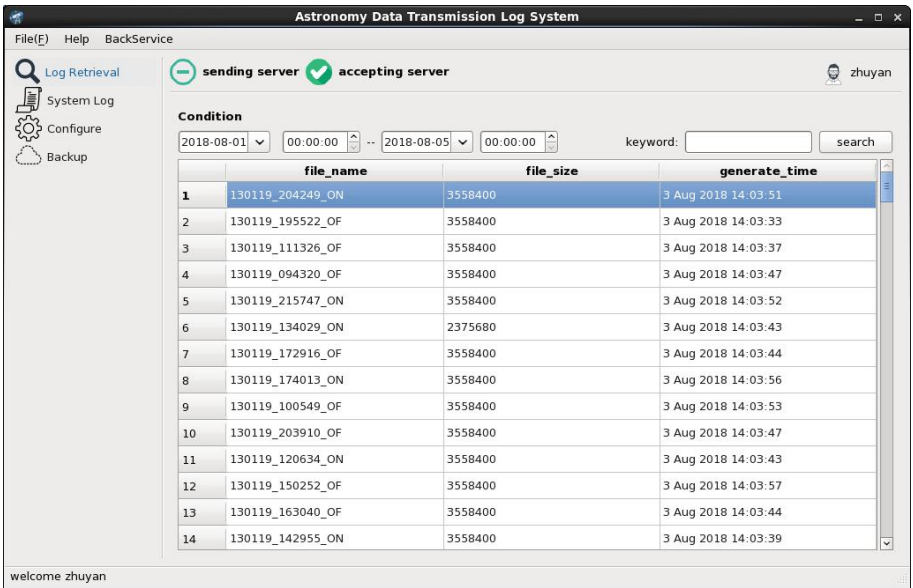 Astronomy Data Transmission Log System
File(F) Help BackService
Log Retrieval
System Log
Configure
Backup
sending server accepting server zhuyan
Condition
2018-08-01 00:00:00 -- 2018-08-05 00:00:00 keyword: search
file_name file_size generate_time
1 130119_204249_ON 3558400 3 Aug 2018 14:03:51
2 130119_195522_OF 3558400 3 Aug 2018 14:03:33
3 130119_111326_OF 3558400 3 Aug 2018 14:03:37
4 130119_094320_OF 3558400 3 Aug 2018 14:03:47
5 130119_215747_ON 3558400 3 Aug 2018 14:03:52
6 130119_134029_ON 2375680 3 Aug 2018 14:03:43
7 130119_172916_OF 3558400 3 Aug 2018 14:03:44
8 130119_174013_ON 3558400 3 Aug 2018 14:03:56
9 130119_100549_OF 3558400 3 Aug 2018 14:03:53
10 130119_203910_OF 3558400 3 Aug 2018 14:03:47
11 130119_120634_ON 3558400 3 Aug 2018 14:03:43
12 130119_150252_OF 3558400 3 Aug 2018 14:03:57
13 130119_163040_OF 3558400 3 Aug 2018 14:03:44
14 130119_142955_ON 3558400 3 Aug 2018 14:03:39
welcome zhuyan